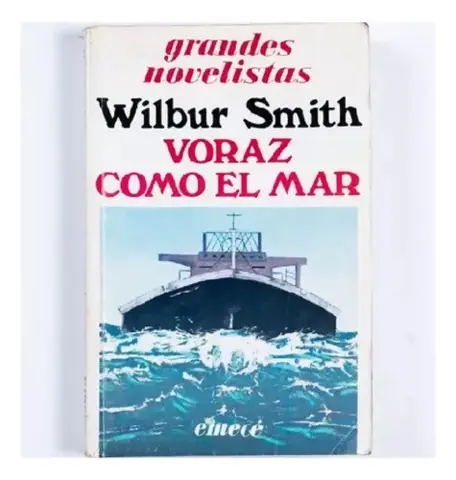 grandes
novelistas
Wilbur Smith
VORAZ
COMO EL MAR
emecé